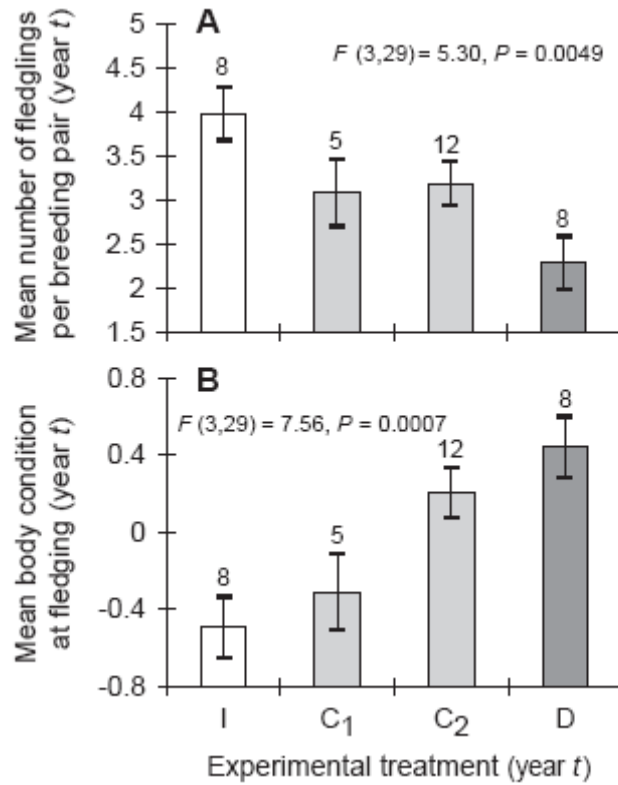 A
F (3,29) = 5.30, P = 0.0049
Mean number of fledglings
per breeding pair (year t)
5
4.5
4
3.5
3
2.5
2
1.5
8
5
12
8
B
F (3,29) = 7.56, P = 0.0007
Mean body condition
at fledging (year t)
0.8
0.4
0
-0.4
-0.8
8
5
12
8
I C1 C2 D
Experimental treatment (year t)